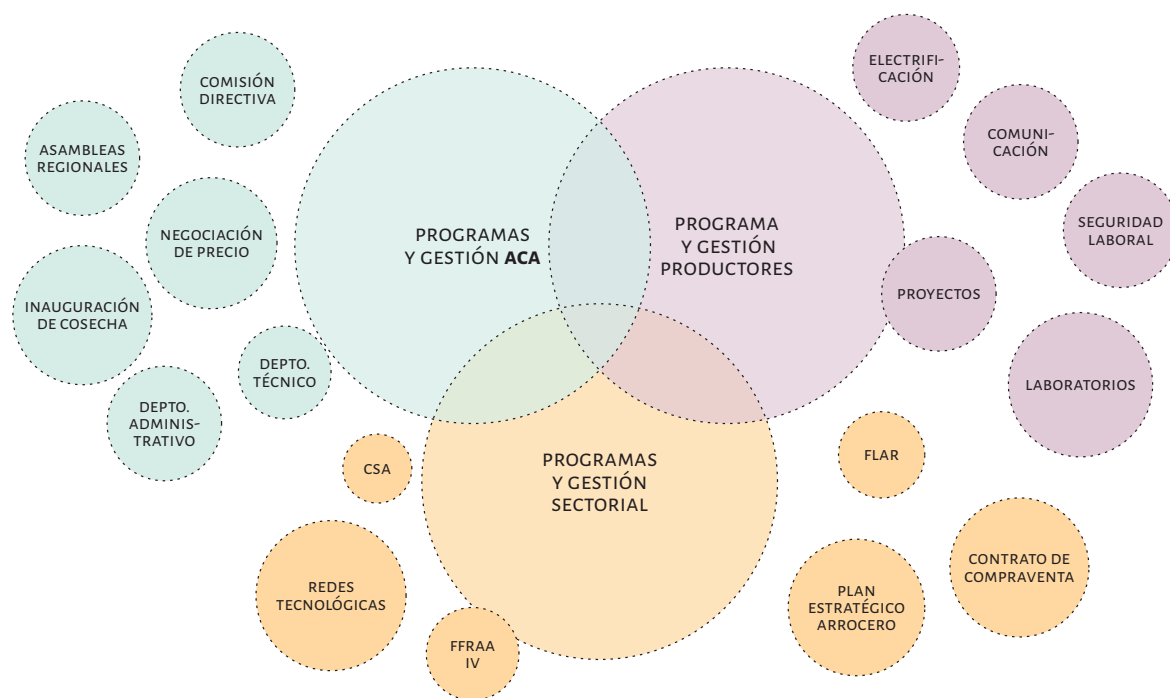 COMISIÓN
DIRECTIVA
ASAMBLEAS
REGIONALES
NEGOCIACIÓN
DE PRECIO
INAUGURACIÓN
DE COSECHA
DEPTO.
TÉCNICO
DEPTO.
ADMINIS-
TRATIVO
PROGRAMAS
Y GESTIÓN ACA
PROGRAMA
Y GESTIÓN
PRODUCTORES
ELECTRIFI-
CACIÓN
COMUNI-
CACIÓN
SEGURIDAD
LABORAL
PROYECTOS
LABORATORIOS
PROGRAMAS
Y GESTIÓN
SECTORIAL
CSA
REDES
TECNOLÓGICAS
FFRAA
IV
FLAR
CONTRATO DE
COMPRAVENTA
PLAN
ESTRATÉGICO
ARROCERO